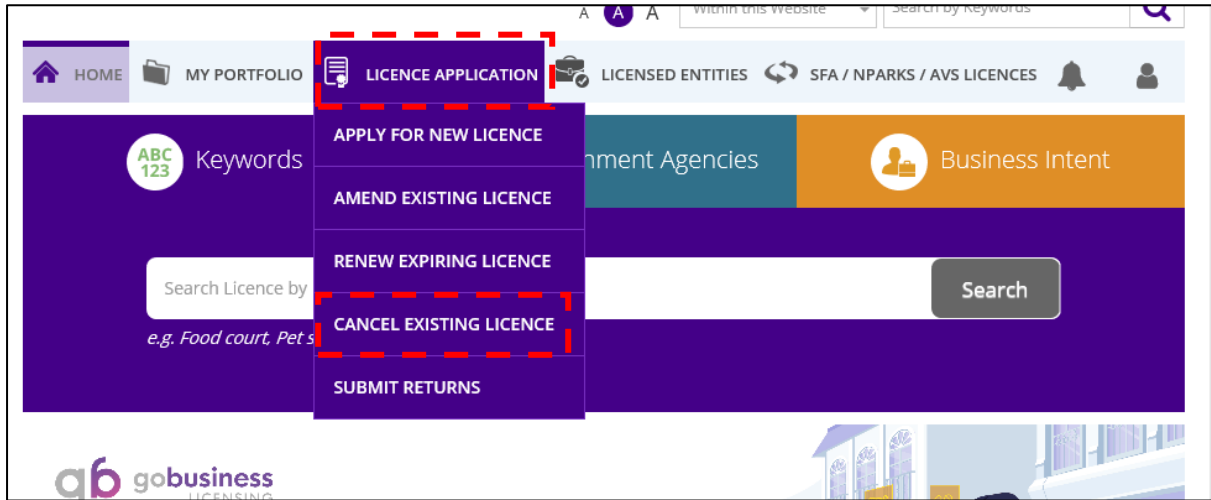 A A A Within this Website Search by Keywords
HOME MY PORTFOLIO LICENCE APPLICATION LICENSED ENTITIES SFA / NPARKS / AVS LICENCES
ABC
123
Keywords
nment Agencies
Business Intent
APPLY FOR NEW LICENCE
AMEND EXISTING LICENCE
RENEW EXPIRING LICENCE
CANCEL EXISTING LICENCE
SUBMIT RETURNS
Search Licence by
Search
e.g. Food court, Pet s
gobusiness
LICENSING